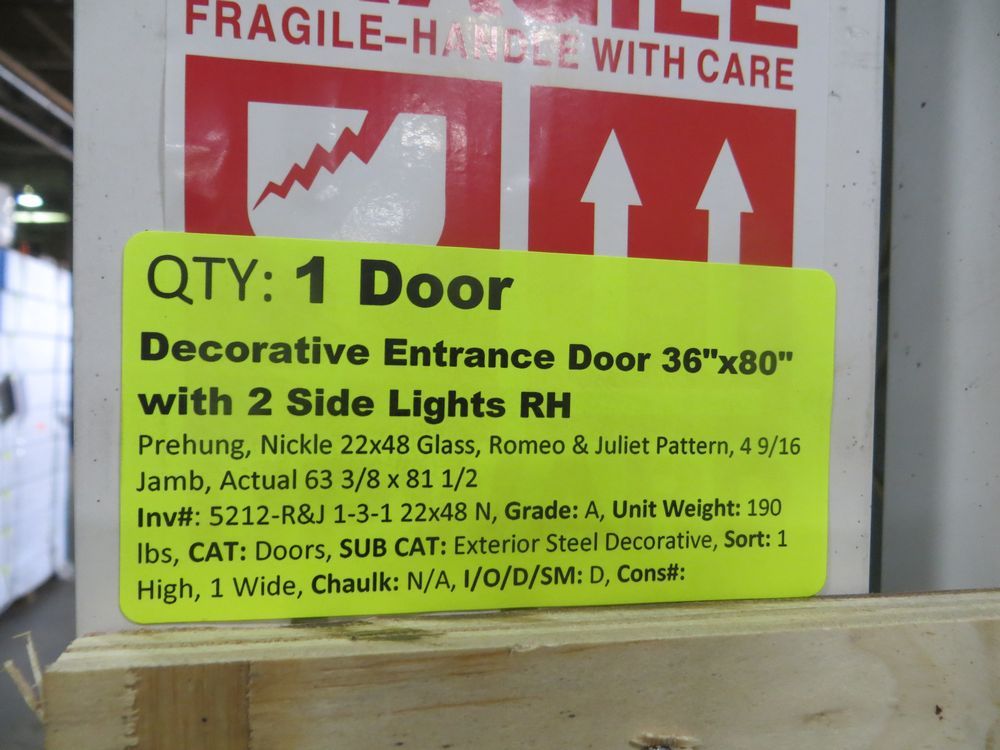 FRAGILE-HANDLE WITH CARE
QTY: 1 Door
Decorative Entrance Door 36"x80"
with 2 Side Lights RH
Prehung, Nickle 22x48 Glass, Romeo & Juliet Pattern, 4 9/16
Jamb, Actual 63 3/8 x 81 1/2
Inv#: 5212-R&J 1-3-1 22x48 N, Grade: A, Unit Weight: 190
lbs, CAT: Doors, SUB CAT: Exterior Steel Decorative, Sort: 1
High, 1 Wide, Chaulk: N/A, I/O/D/SM: D, Cons#: